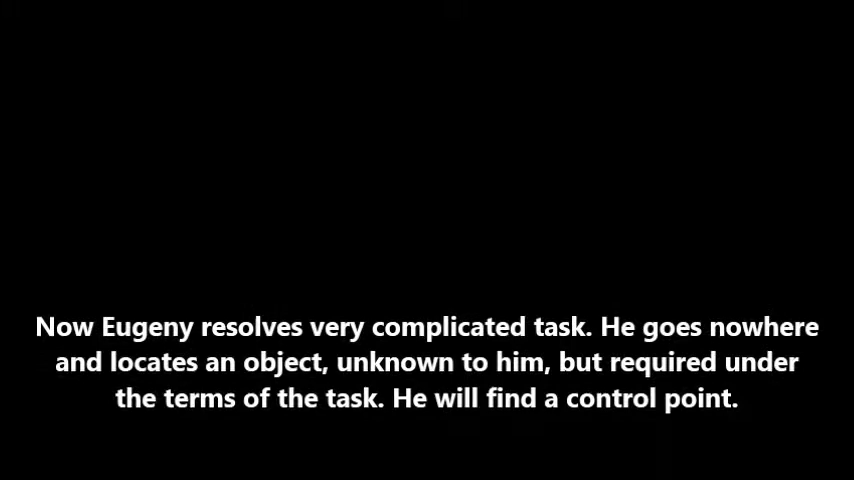 Now Eugeny resolves very complicated task. He goes nowhere
and locates an object, unknown to him, but required under
the terms of the task. He will find a control point.